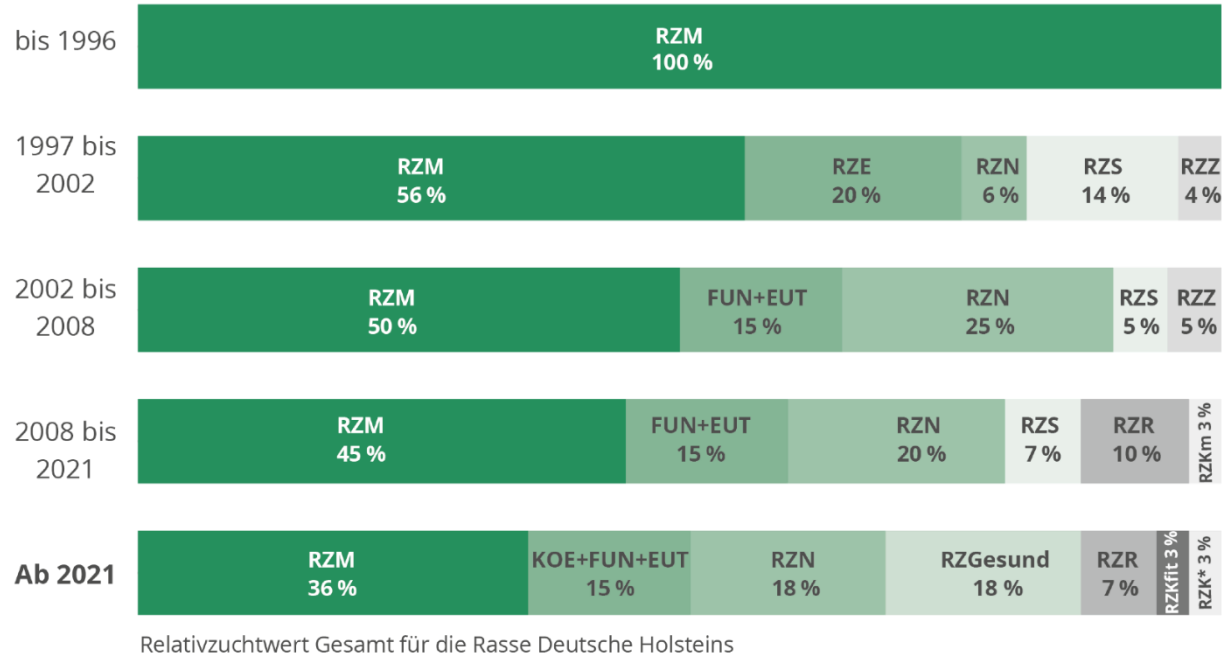 bis 1996
RZM
100 %
1997 bis
2002
RZM
56 %
RZE
20 %
RZN
6 %
RZS
14 %
RZZ
4 %
2002 bis
2008
RZM
50 %
FUN+EUT
15 %
RZN
25 %
RZS
5 %
RZZ
5 %
2008 bis
2021
RZM
45 %
FUN+EUT
15 %
RZN
20 %
RZS
7 %
RZR
10 %
RZKm 3 %
Ab 2021
RZM
36 %
KOE+FUN+EUT
15 %
RZN
18 %
RZGesund
18 %
RZR
7 %
RZKfit 3 %
RZK* 3 %
Relativzuchtwert Gesamt für die Rasse Deutsche Holsteins